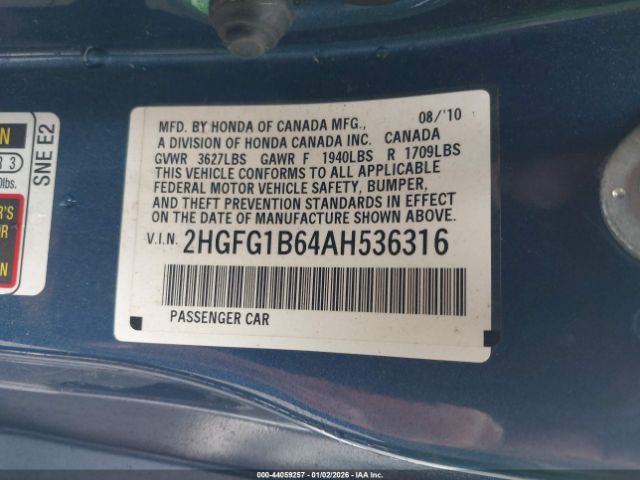 08/'10
MFD. BY HONDA OF CANADA MFG.,
A DIVISION OF HONDA CANADA INC. CANADA
GVWR 3627LBS GAWR F 1940LBS R 1709LBS
THIS VEHICLE CONFORMS TO ALL APPLICABLE
FEDERAL MOTOR VEHICLE SAFETY, BUMPER,
AND THEFT PREVENTION STANDARDS IN EFFECT
ON THE DATE OF MANUFACTURE SHOWN ABOVE.
V.I.N. 2HGFG1B64AH536316
PASSENGER CAR
SNE E2
000-44059257 - 01/02/2026 - IAA Inc.